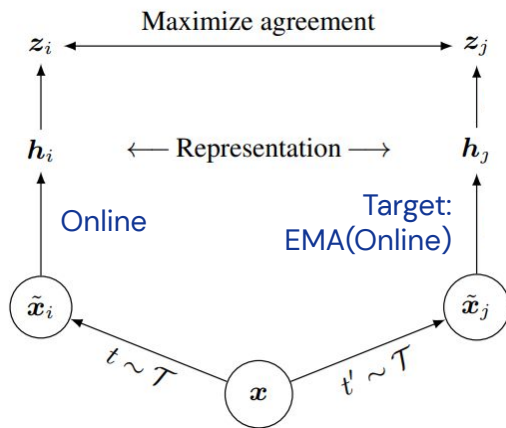 Maximize agreement
z_i z_j
h_i ⟵ Representation ⟶ h_j
Online
Target:
EMA(Online)
x̃_i x̃_j
t ∼ 𝒯 t′ ∼ 𝒯
x